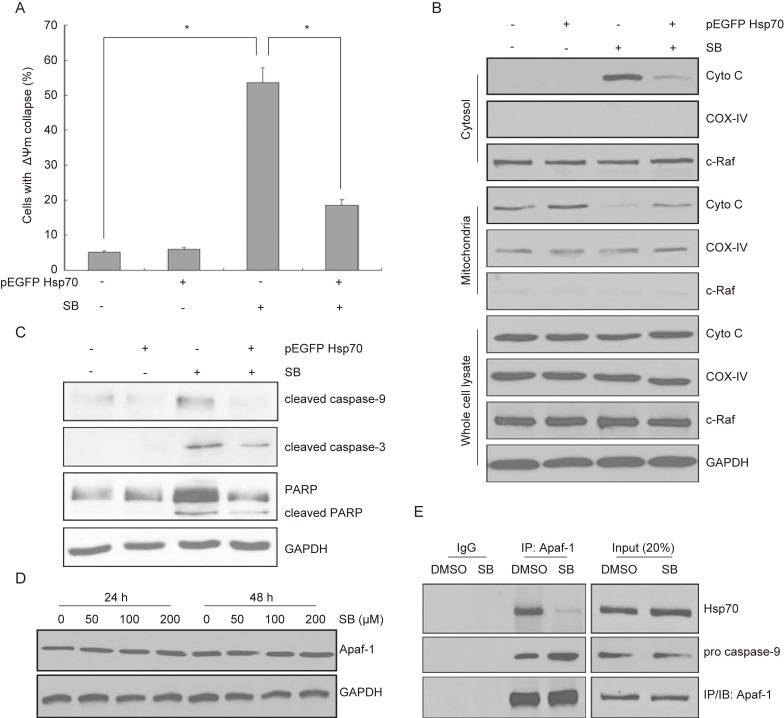 A
70
60
50
40
30
20
10
0
Cells with ΔΨm collapse (%)
* *
pEGFP Hsp70 - + - +
SB - - + +
B
- + - + pEGFP Hsp70
- - + + SB
Cytosol
Cyto C
COX-IV
c-Raf
Mitochondria
Cyto C
COX-IV
c-Raf
Whole cell lysate
Cyto C
COX-IV
c-Raf
GAPDH
C
- + - + pEGFP Hsp70
- - + + SB
cleaved caspase-9
cleaved caspase-3
PARP
cleaved PARP
GAPDH
D
24 h 48 h
0 50 100 200 0 50 100 200 SB (µM)
Apaf-1
GAPDH
E
IgG IP: Apaf-1 Input (20%)
DMSO SB DMSO SB DMSO SB
Hsp70
pro caspase-9
IP/IB: Apaf-1